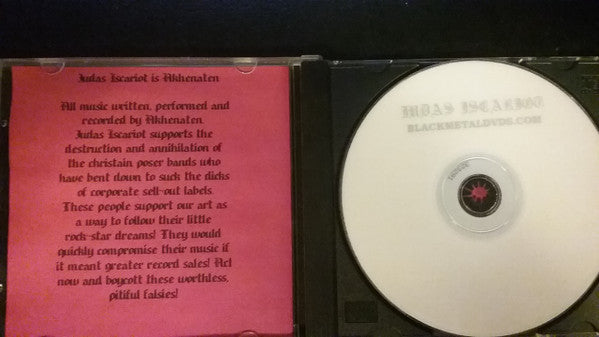 Judas Iscariot is Akhenaten
All music written, performed and
recorded by Akhenaten.
Judas Iscariot supports the
destruction and annihilation of
the christain poser bands who
have bent down to suck the dicks
of corporate sell-out labels.
These people support our art as
a way to follow their little
rock-star dreams! They would
quickly compromise their music if
it meant greater record sales! Act
now and boycott these worthless,
pitiful falsies!
JUDAS ISCARIOT
BLACKMETALDVDS.COM